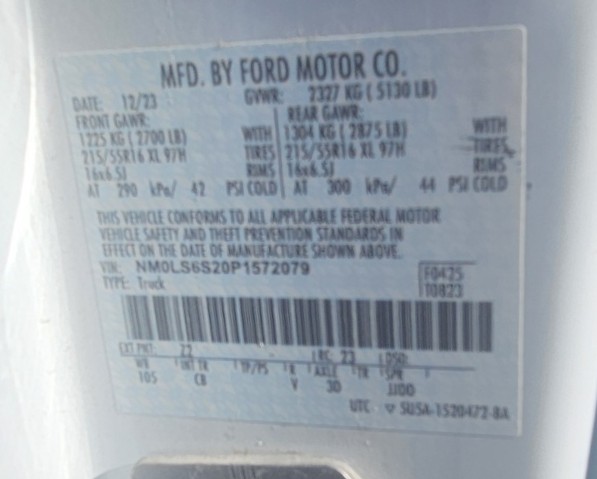 MFD. BY FORD MOTOR CO.
DATE: 12/23 GVWR: 2327 KG ( 5130 LB)
FRONT GAWR: REAR GAWR:
1225 KG ( 2700 LB) WITH 1304 KG ( 2875 LB) WITH
215/55R16 XL 97H TIRES 215/55R16 XL 97H TIRES
16x6.5J RIMS 16x6.5J RIMS
AT 290 kPa/ 42 PSI COLD AT 300 kPa/ 44 PSI COLD
THIS VEHICLE CONFORMS TO ALL APPLICABLE FEDERAL MOTOR
VEHICLE SAFETY AND THEFT PREVENTION STANDARDS IN
EFFECT ON THE DATE OF MANUFACTURE SHOWN ABOVE.
VIN: NM0LS6S20P1572079 F0425
TYPE: Truck T0823
EXT PNT: Z2 RC: 73 DSO:
WB INT TR TP/PS R AXLE TR SPR
105 CB V 3D JJOO
UTC ▽ SU5A-1520472-BA